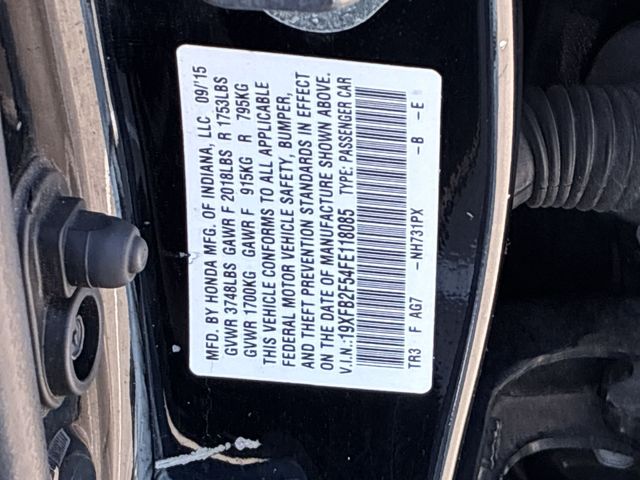 MFD. BY HONDA MFG. OF INDIANA, LLC 09/'15
GVWR 3748LBS GAWR F 2018LBS R 1753LBS
GVWR 1700KG GAWR F 915KG R 795KG
THIS VEHICLE CONFORMS TO ALL APPLICABLE
FEDERAL MOTOR VEHICLE SAFETY, BUMPER,
AND THEFT PREVENTION STANDARDS IN EFFECT
ON THE DATE OF MANUFACTURE SHOWN ABOVE.
V.I.N.:19XFB2F54FE118085 TYPE: PASSENGER CAR
TR3 F AG7 -NH731PX -B -E